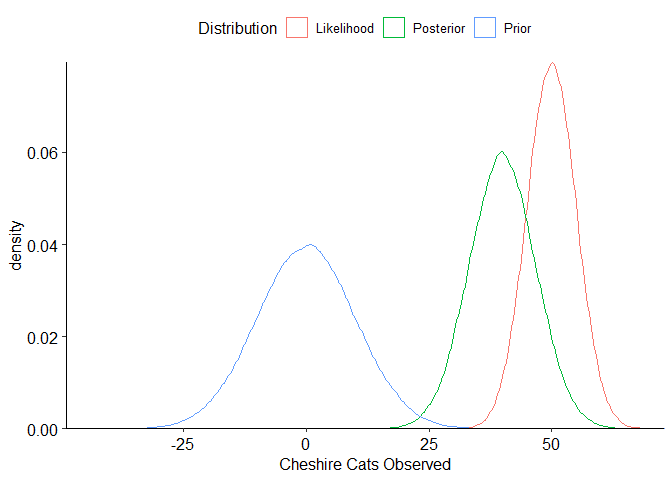 Distribution Likelihood Posterior Prior
0.06
0.04
0.02
0.00
density
-25 0 25 50
Cheshire Cats Observed